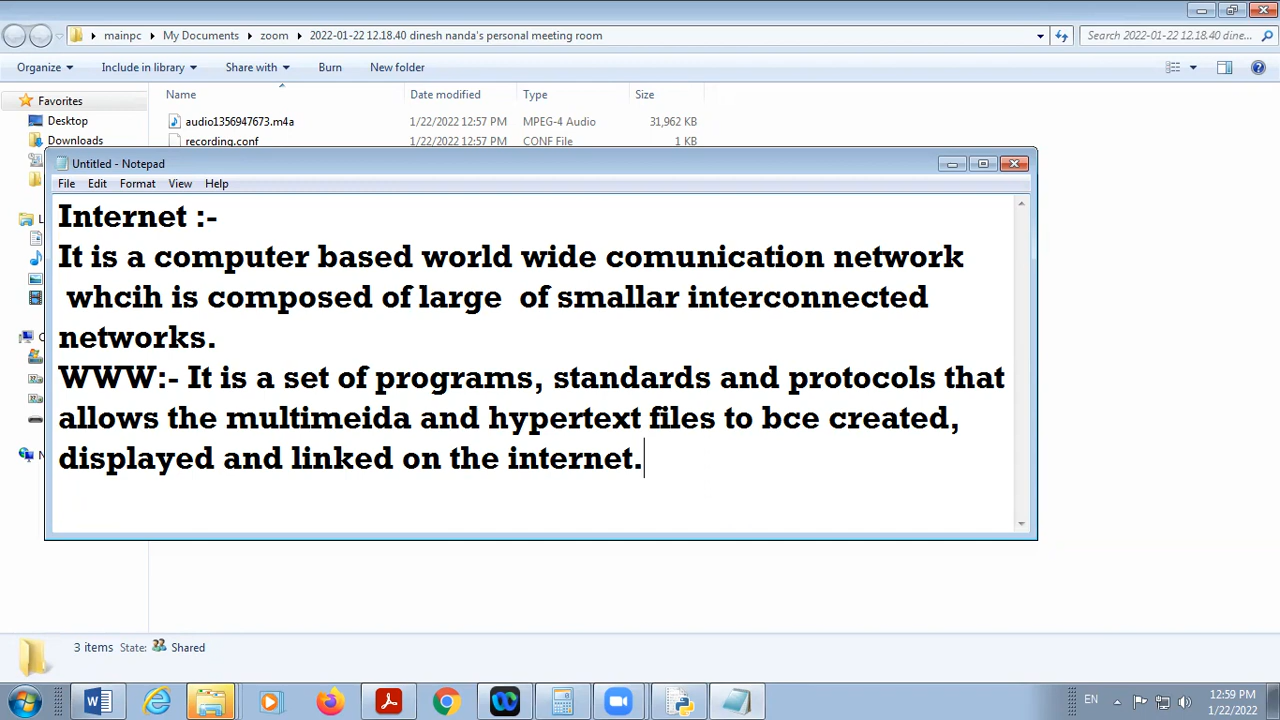 mainpc My Documents zoom 2022-01-22 12.18.40 dinesh nanda's personal meeting room Search 2022-01-22 12.18.40 dine...
Organize Include in library Share with Burn New folder
Favorites Name Date modified Type Size
Desktop audio1356947673.m4a 1/22/2022 12:57 PM MPEG-4 Audio 31,962 KB
Downloads recording.conf 1/22/2022 12:57 PM CONF File 1 KB
Untitled - Notepad
File Edit Format View Help
Internet :-
It is a computer based world wide comunication network
whcih is composed of large of smallar interconnected
networks.
WWW:- It is a set of programs, standards and protocols that
allows the multimeida and hypertext files to bce created,
displayed and linked on the internet.
3 items State: Shared
EN 12:59 PM
1/22/2022